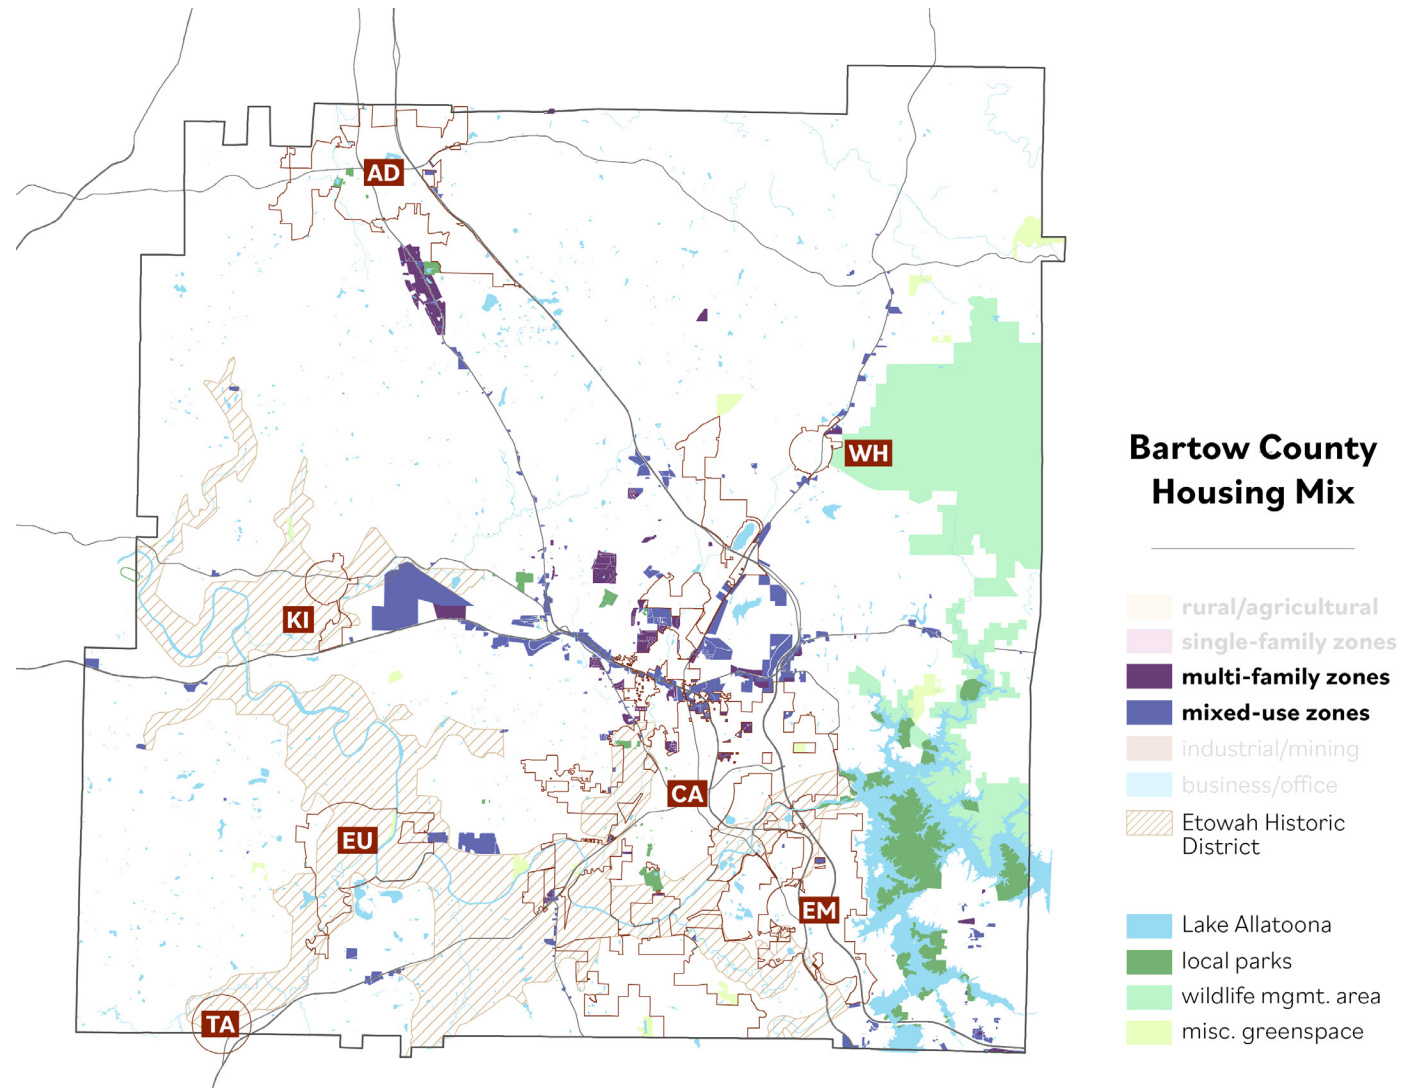 AD
WH
KI
CA
EU
EM
TA
Bartow County
Housing Mix
rural/agricultural
single-family zones
multi-family zones
mixed-use zones
industrial/mining
business/office
Etowah Historic
District
Lake Allatoona
local parks
wildlife mgmt. area
misc. greenspace